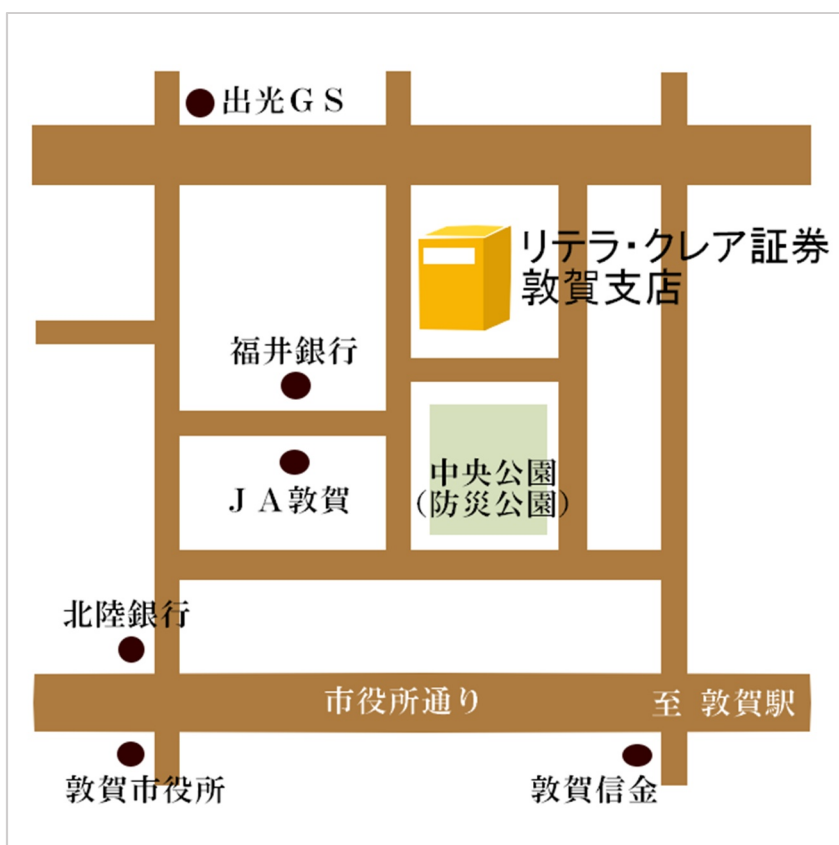 出光ＧＳ
リテラ・クレア証券
敦賀支店
福井銀行
ＪＡ敦賀
中央公園
(防災公園)
北陸銀行
市役所通り
至 敦賀駅
敦賀市役所
敦賀信金